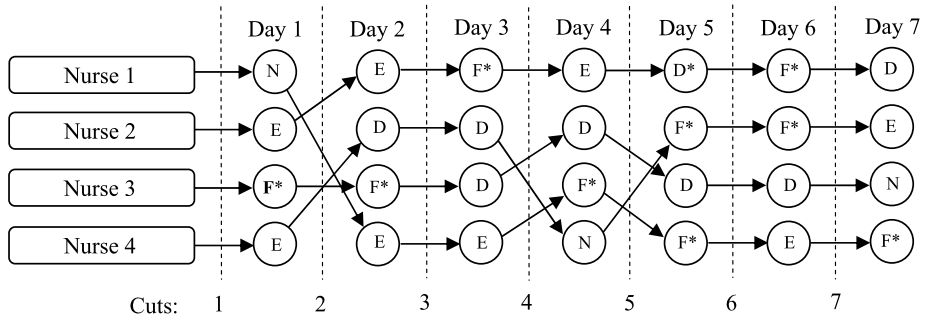 Day 1 Day 2 Day 3 Day 4 Day 5 Day 6 Day 7
Nurse 1 N E F* E D* F* D
Nurse 2 E D D D F* F* E
Nurse 3 F* F* D F* D D N
Nurse 4 E E E N F* E F*
Cuts: 1 2 3 4 5 6 7